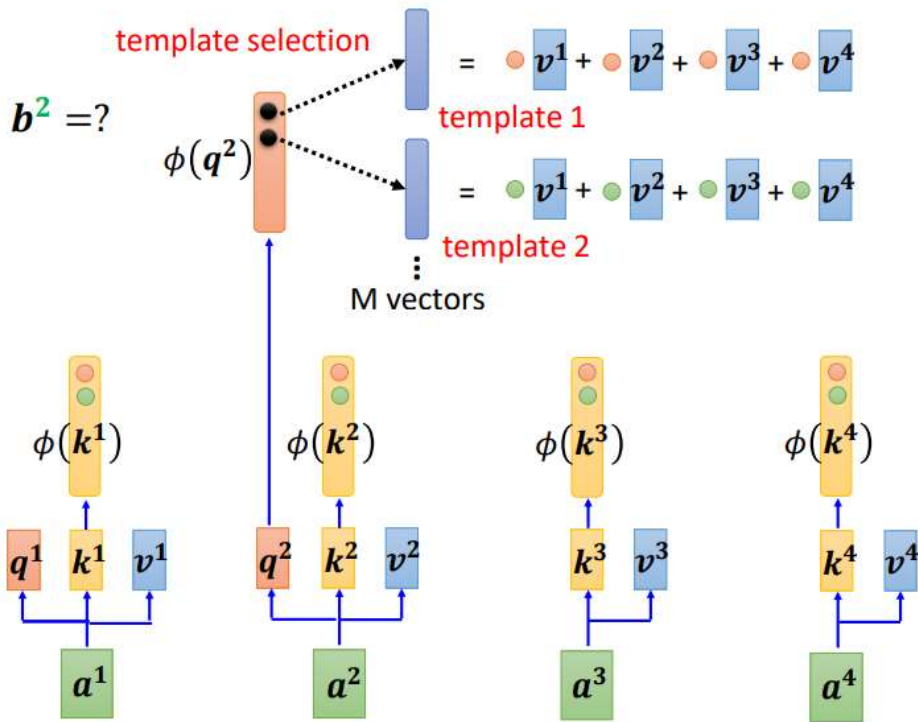 template selection
= v¹ + v² + v³ + v⁴
b² =?
template 1
ϕ(q²)
= v¹ + v² + v³ + v⁴
template 2
⋮
M vectors
ϕ(k¹) ϕ(k²) ϕ(k³) ϕ(k⁴)
q¹ k¹ v¹ q² k² v² k³ v³ k⁴ v⁴
a¹ a² a³ a⁴